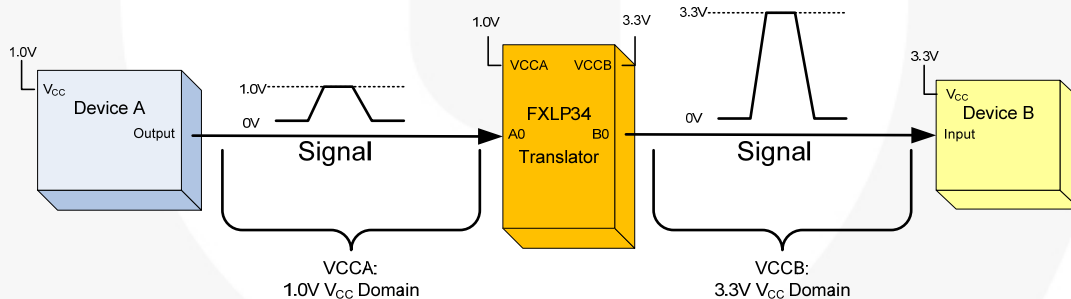 1.0V
VCC
Device A
Output
1.0V
0V
Signal
VCCA:
1.0V VCC Domain
1.0V
3.3V
VCCA
VCCB
FXLP34
A0
B0
Translator
3.3V
0V
Signal
VCCB:
3.3V VCC Domain
3.3V
VCC
Device B
Input